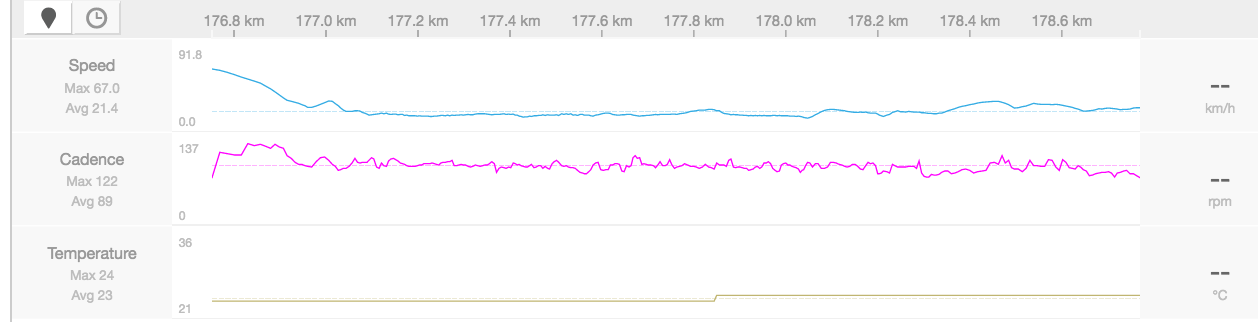 176.8 km 177.0 km 177.2 km 177.4 km 177.6 km 177.8 km 178.0 km 178.2 km 178.4 km 178.6 km
Speed
Max 67.0
Avg 21.4
91.8
0.0
--
km/h
Cadence
Max 122
Avg 89
137
0
--
rpm
Temperature
Max 24
Avg 23
36
21
--
°C